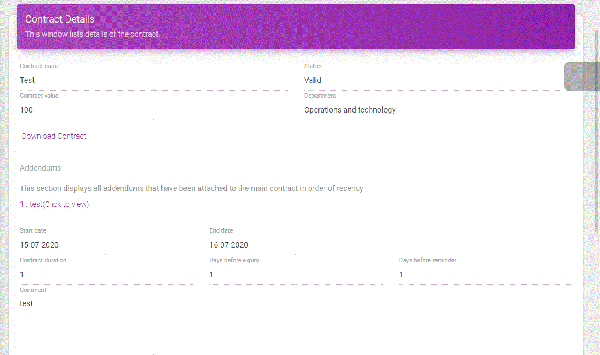 Contract Details
This window lists details of the contract.
Contract name
Status
Test
Valid
Contract value
Department
100
Operations and technology
Download Contract
Addendums
This section displays all addendums that have been attached to the main contract in order of recency
1 : test(Click to view)
Start date
End date
15-07-2020
16-07-2020
Contract duration
Days before expiry
Days before reminder
1
1
1
Comment
test